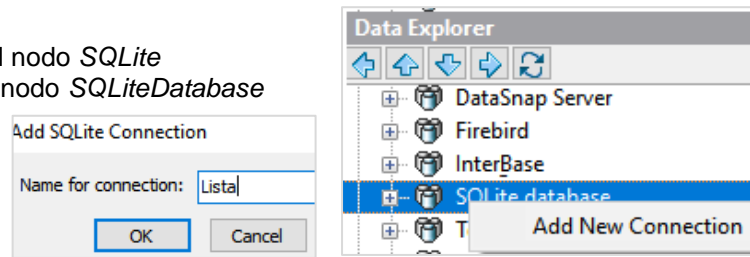 l nodo SQLite
nodo SQLiteDatabase
Add SQLite Connection
Name for connection: Lista
OK Cancel
Data Explorer
DataSnap Server
Firebird
InterBase
SQLite database
Add New Connection